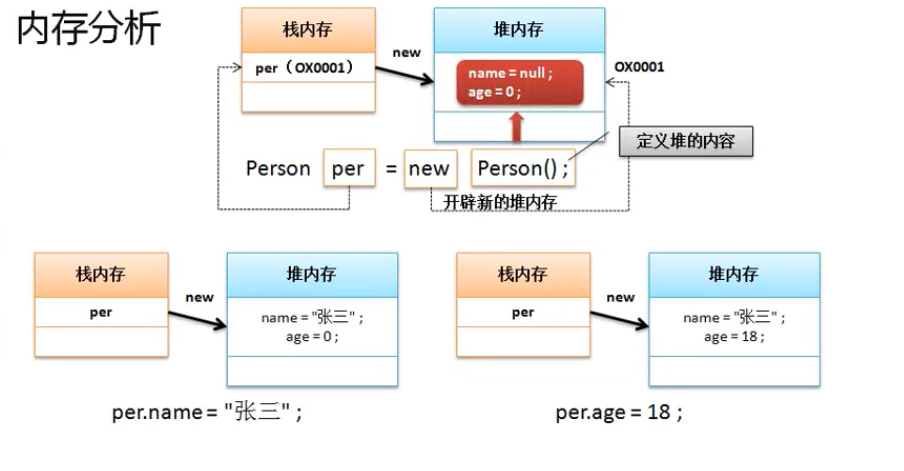 内存分析
栈内存
per（OX0001）
new
堆内存
name = null ;
age = 0 ;
OX0001
定义堆的内容
Person per = new Person() ;
开辟新的堆内存
栈内存
per
new
堆内存
name = "张三" ;
age = 0 ;
per.name = "张三" ;
栈内存
per
new
堆内存
name = "张三" ;
age = 18 ;
per.age = 18 ;